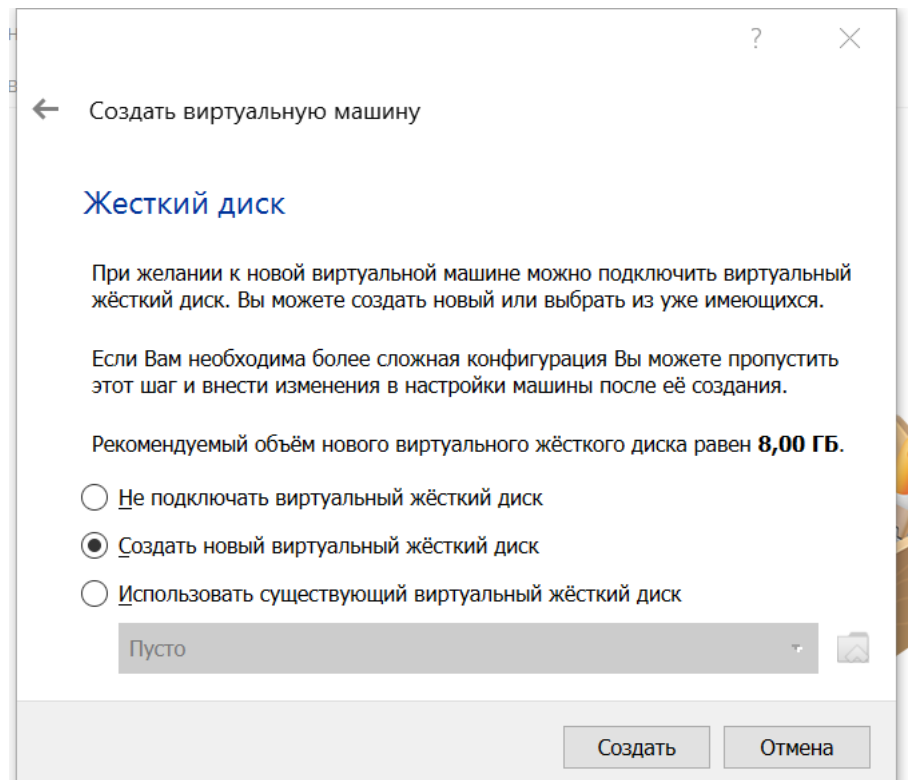 Н
В
Создать виртуальную машину
Жесткий диск
При желании к новой виртуальной машине можно подключить виртуальный
жёсткий диск. Вы можете создать новый или выбрать из уже имеющихся.
Если Вам необходима более сложная конфигурация Вы можете пропустить
этот шаг и внести изменения в настройки машины после её создания.
Рекомендуемый объём нового виртуального жёсткого диска равен 8,00 ГБ.
Не подключать виртуальный жёсткий диск
Создать новый виртуальный жёсткий диск
Использовать существующий виртуальный жёсткий диск
Пусто
Создать Отмена